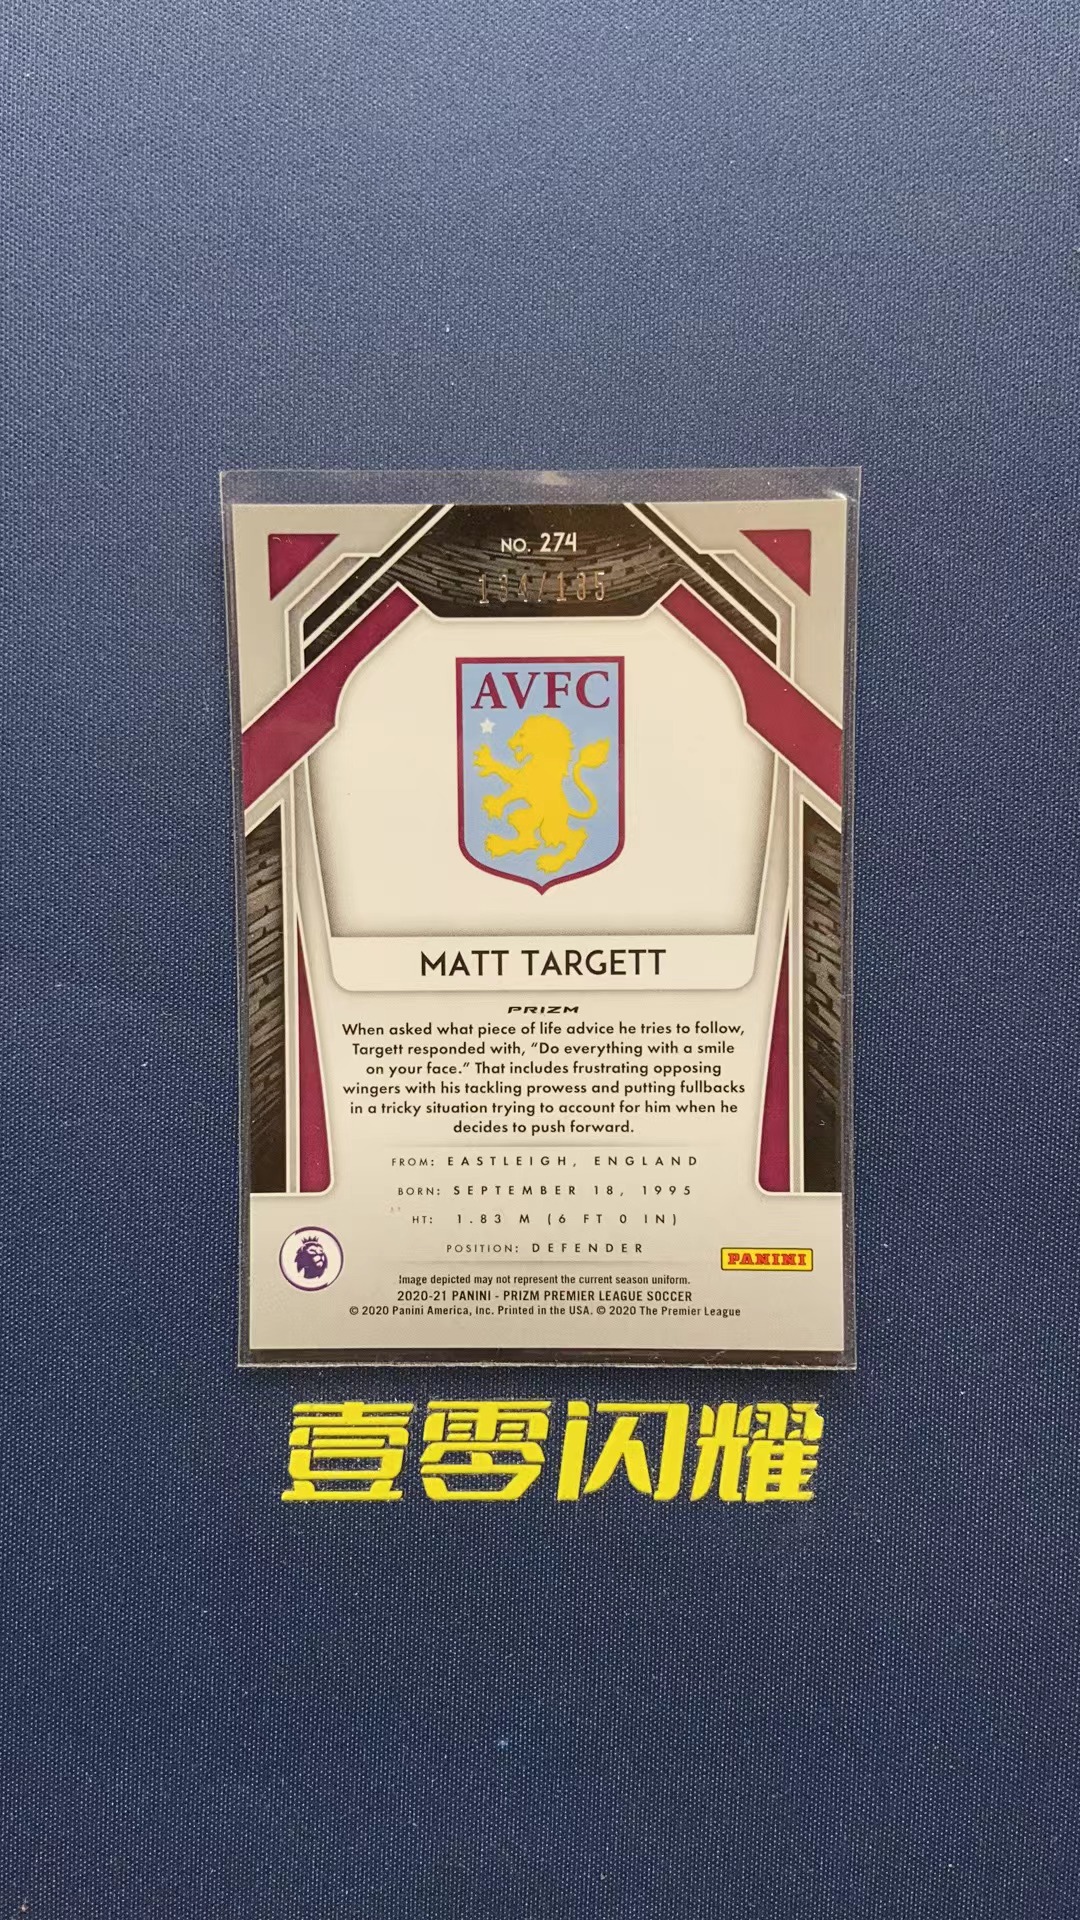 NO. 274
134/135
AVFC
MATT TARGETT
PRIZM
When asked what piece of life advice he tries to follow,
Targett responded with, “Do everything with a smile
on your face.” That includes frustrating opposing
wingers with his tackling prowess and putting fullbacks
in a tricky situation trying to account for him when he
decides to push forward.
FROM: EASTLEIGH, ENGLAND
BORN: SEPTEMBER 18, 1995
HT: 1.83 M (6 FT 0 IN)
POSITION: DEFENDER
PANINI
Image depicted may not represent the current season uniform.
2020-21 PANINI - PRIZM PREMIER LEAGUE SOCCER
© 2020 Panini America, Inc. Printed in the USA. © 2020 The Premier League
壹零闪耀